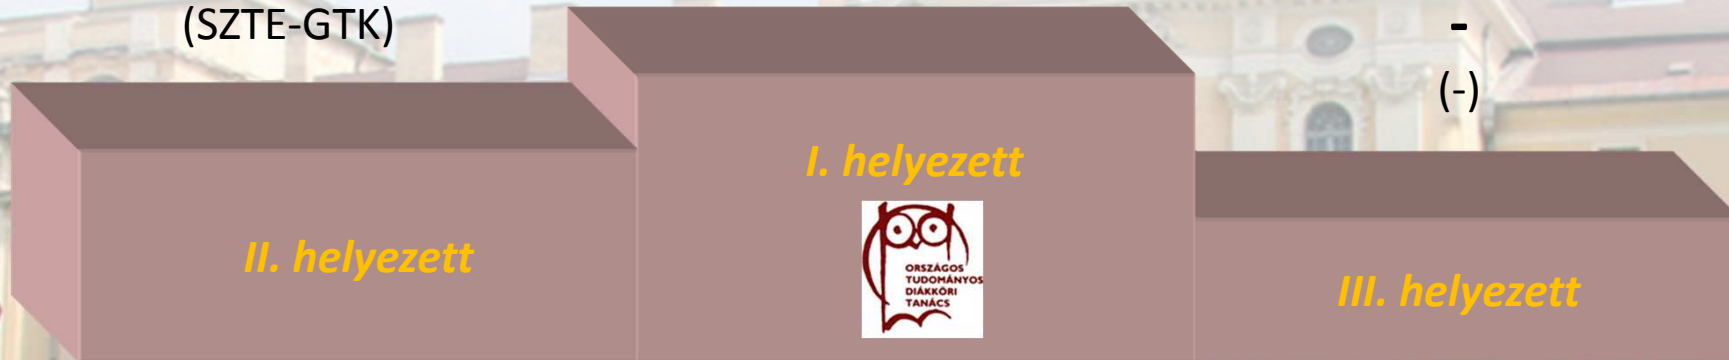 (SZTE-GTK)
-
(-)
I. helyezett
II. helyezett
III. helyezett
ORSZÁGOS
TUDOMÁNYOS
DIÁKKÖRI
TANÁCS